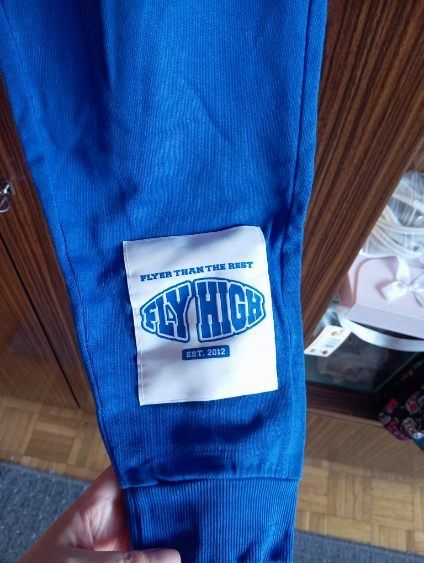 FLYER THAN THE REST
FLY HIGH
EST. 2012